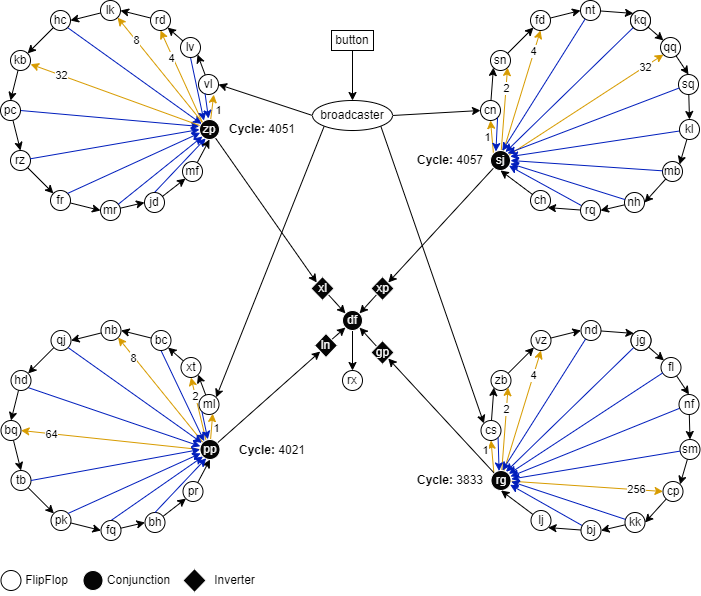 button
broadcaster
lk
rd
hc
lv
kb
vl
pc
zp
rz
mf
fr
mr
jd
8
4
32
1
Cycle: 4051
nt
fd
kq
sn
qq
cn
sq
sj
kl
mb
ch
rq
nh
4
2
32
1
Cycle: 4057
xl
xp
df
ln
gp
rx
nb
qj
bc
hd
xt
ml
bq
pp
tb
pr
pk
fq
bh
8
2
64
1
Cycle: 4021
nd
vz
jg
zb
fl
cs
nf
rg
sm
cp
lj
bj
kk
4
2
1
256
Cycle: 3833
FlipFlop
Conjunction
Inverter